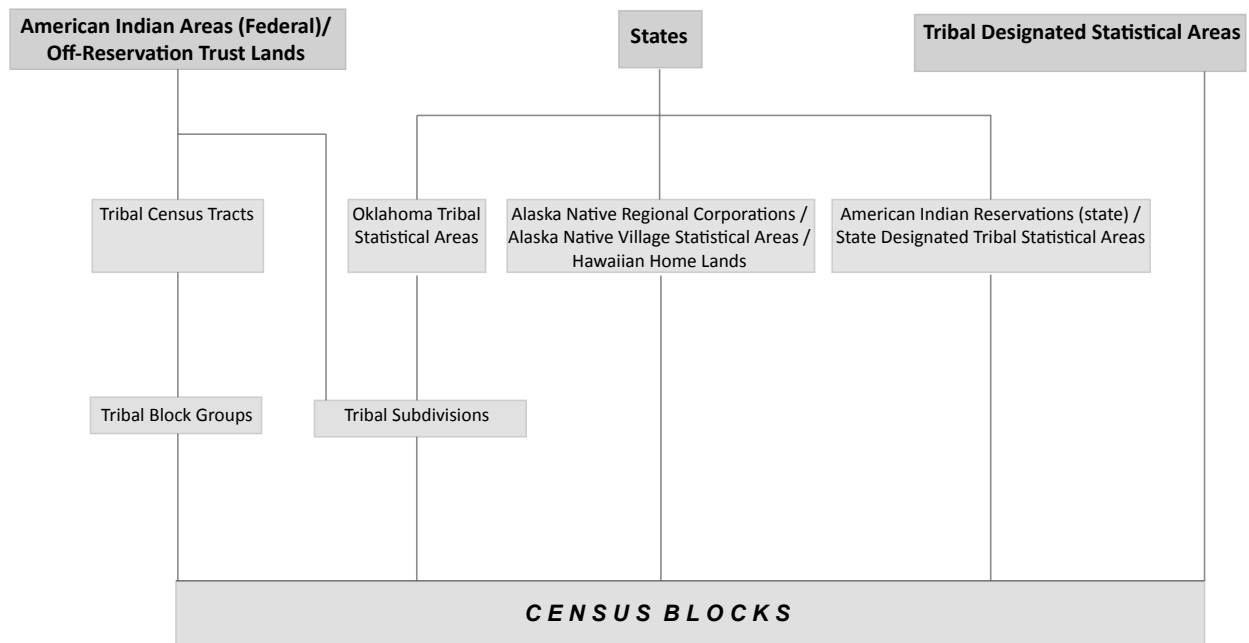 American Indian Areas (Federal)/
Off-Reservation Trust Lands
States
Tribal Designated Statistical Areas
Tribal Census Tracts
Oklahoma Tribal
Statistical Areas
Alaska Native Regional Corporations /
Alaska Native Village Statistical Areas /
Hawaiian Home Lands
American Indian Reservations (state) /
State Designated Tribal Statistical Areas
Tribal Block Groups
Tribal Subdivisions
CENSUS BLOCKS